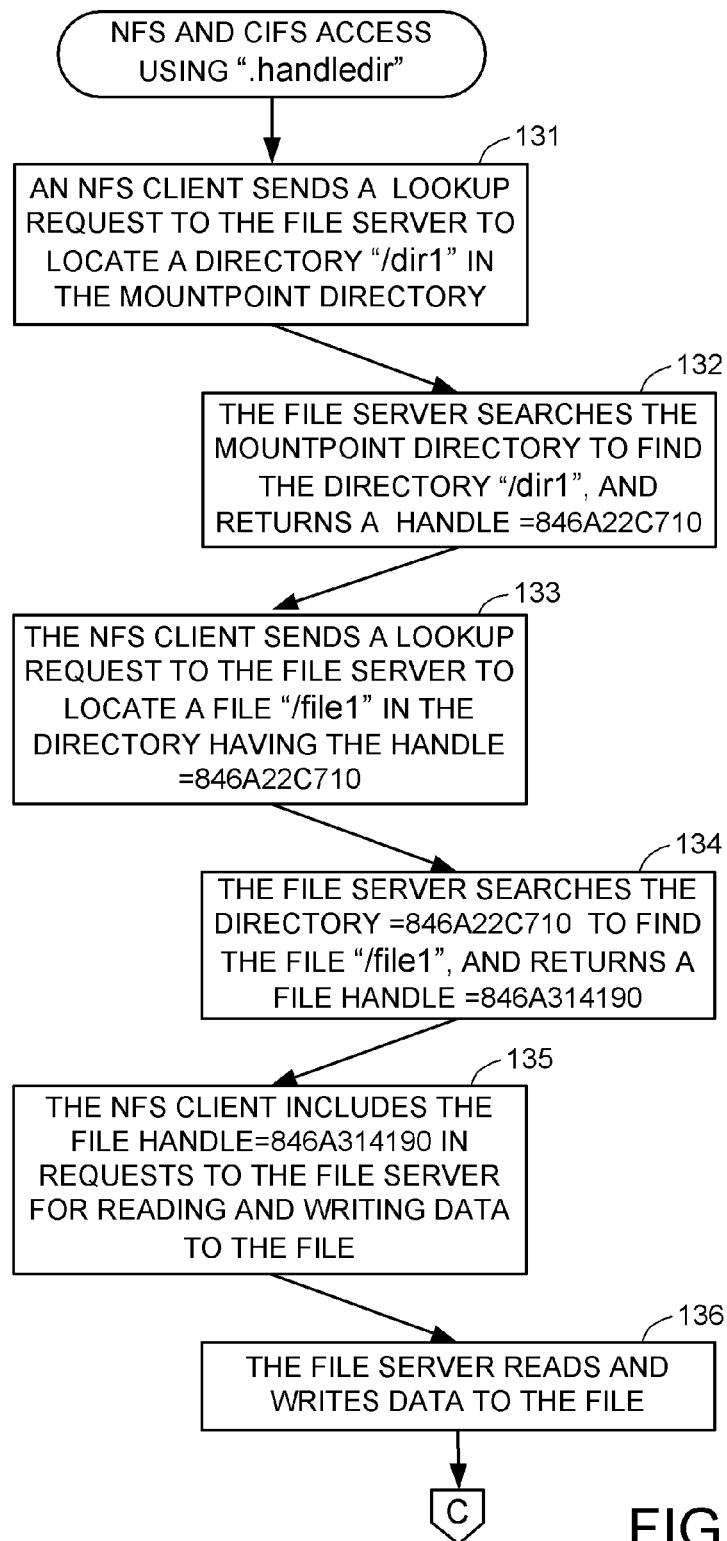 NFS AND CIFS ACCESS
USING “.handledir”
131
AN NFS CLIENT SENDS A LOOKUP
REQUEST TO THE FILE SERVER TO
LOCATE A DIRECTORY “/dir1” IN
THE MOUNTPOINT DIRECTORY
132
THE FILE SERVER SEARCHES THE
MOUNTPOINT DIRECTORY TO FIND
THE DIRECTORY “/dir1”, AND
RETURNS A HANDLE =846A22C710
133
THE NFS CLIENT SENDS A LOOKUP
REQUEST TO THE FILE SERVER TO
LOCATE A FILE “/file1” IN THE
DIRECTORY HAVING THE HANDLE
=846A22C710
134
THE FILE SERVER SEARCHES THE
DIRECTORY =846A22C710 TO FIND
THE FILE “/file1”, AND RETURNS A
FILE HANDLE =846A314190
135
THE NFS CLIENT INCLUDES THE
FILE HANDLE=846A314190 IN
REQUESTS TO THE FILE SERVER
FOR READING AND WRITING DATA
TO THE FILE
136
THE FILE SERVER READS AND
WRITES DATA TO THE FILE
C
FIG